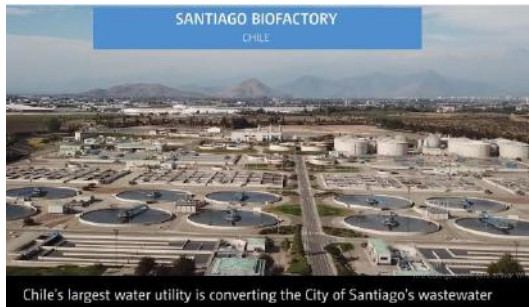 SANTIAGO BIOFACTORY
CHILE
Chile's largest water utility is converting the City of Santiago's wastewater